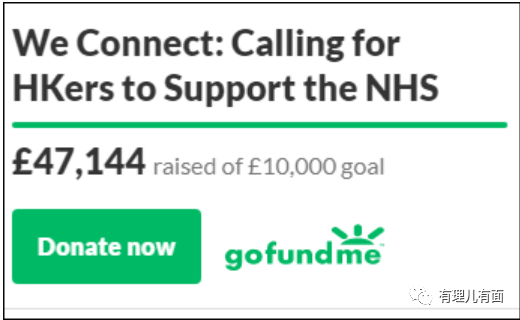 We Connect: Calling for
HKers to Support the NHS
£47,144 raised of £10,000 goal
Donate now
gofundme
有理儿有面